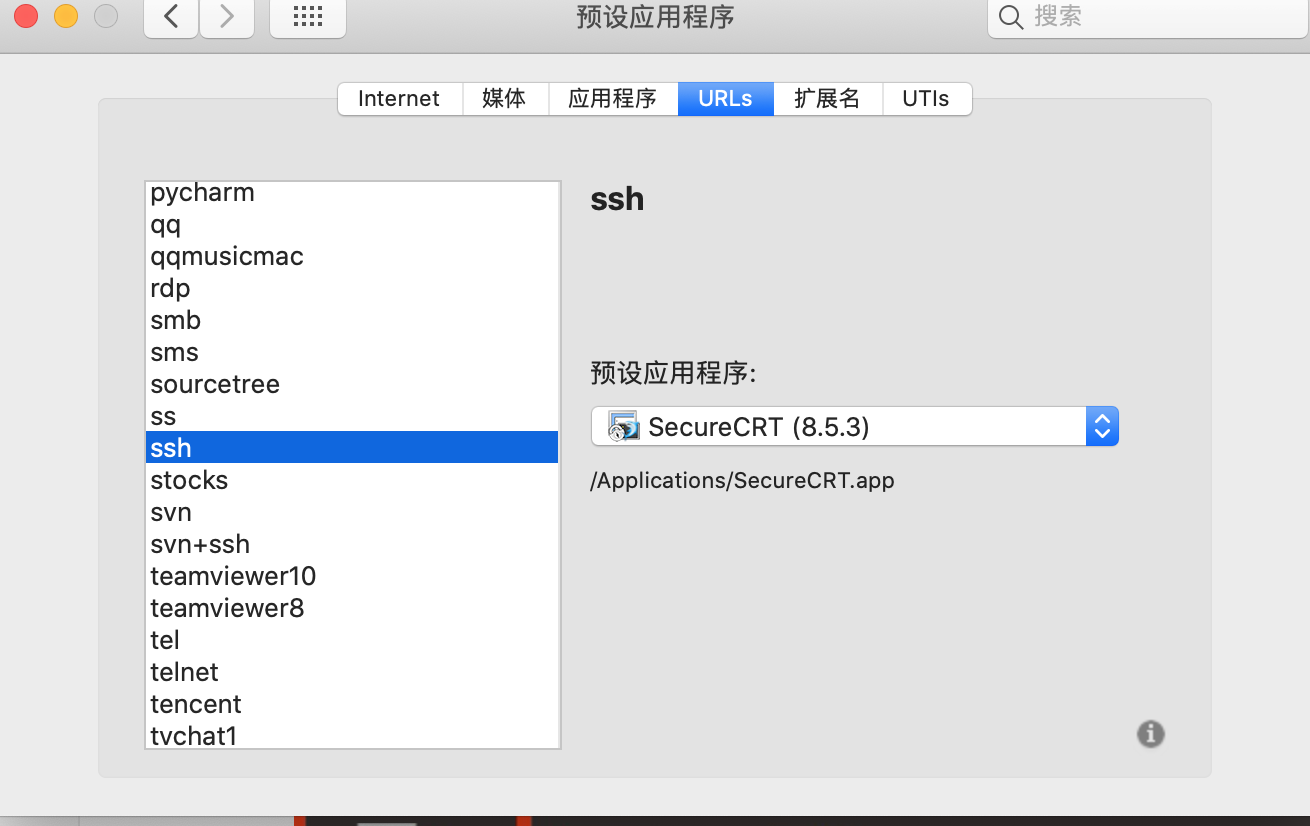 预设应用程序
搜索
Internet
媒体
应用程序
URLs
扩展名
UTIs
pycharm
qq
qqmusicmac
rdp
smb
sms
sourcetree
ss
ssh
stocks
svn
svn+ssh
teamviewer10
teamviewer8
tel
telnet
tencent
tvchat1
ssh
预设应用程序:
SecureCRT (8.5.3)
/Applications/SecureCRT.app